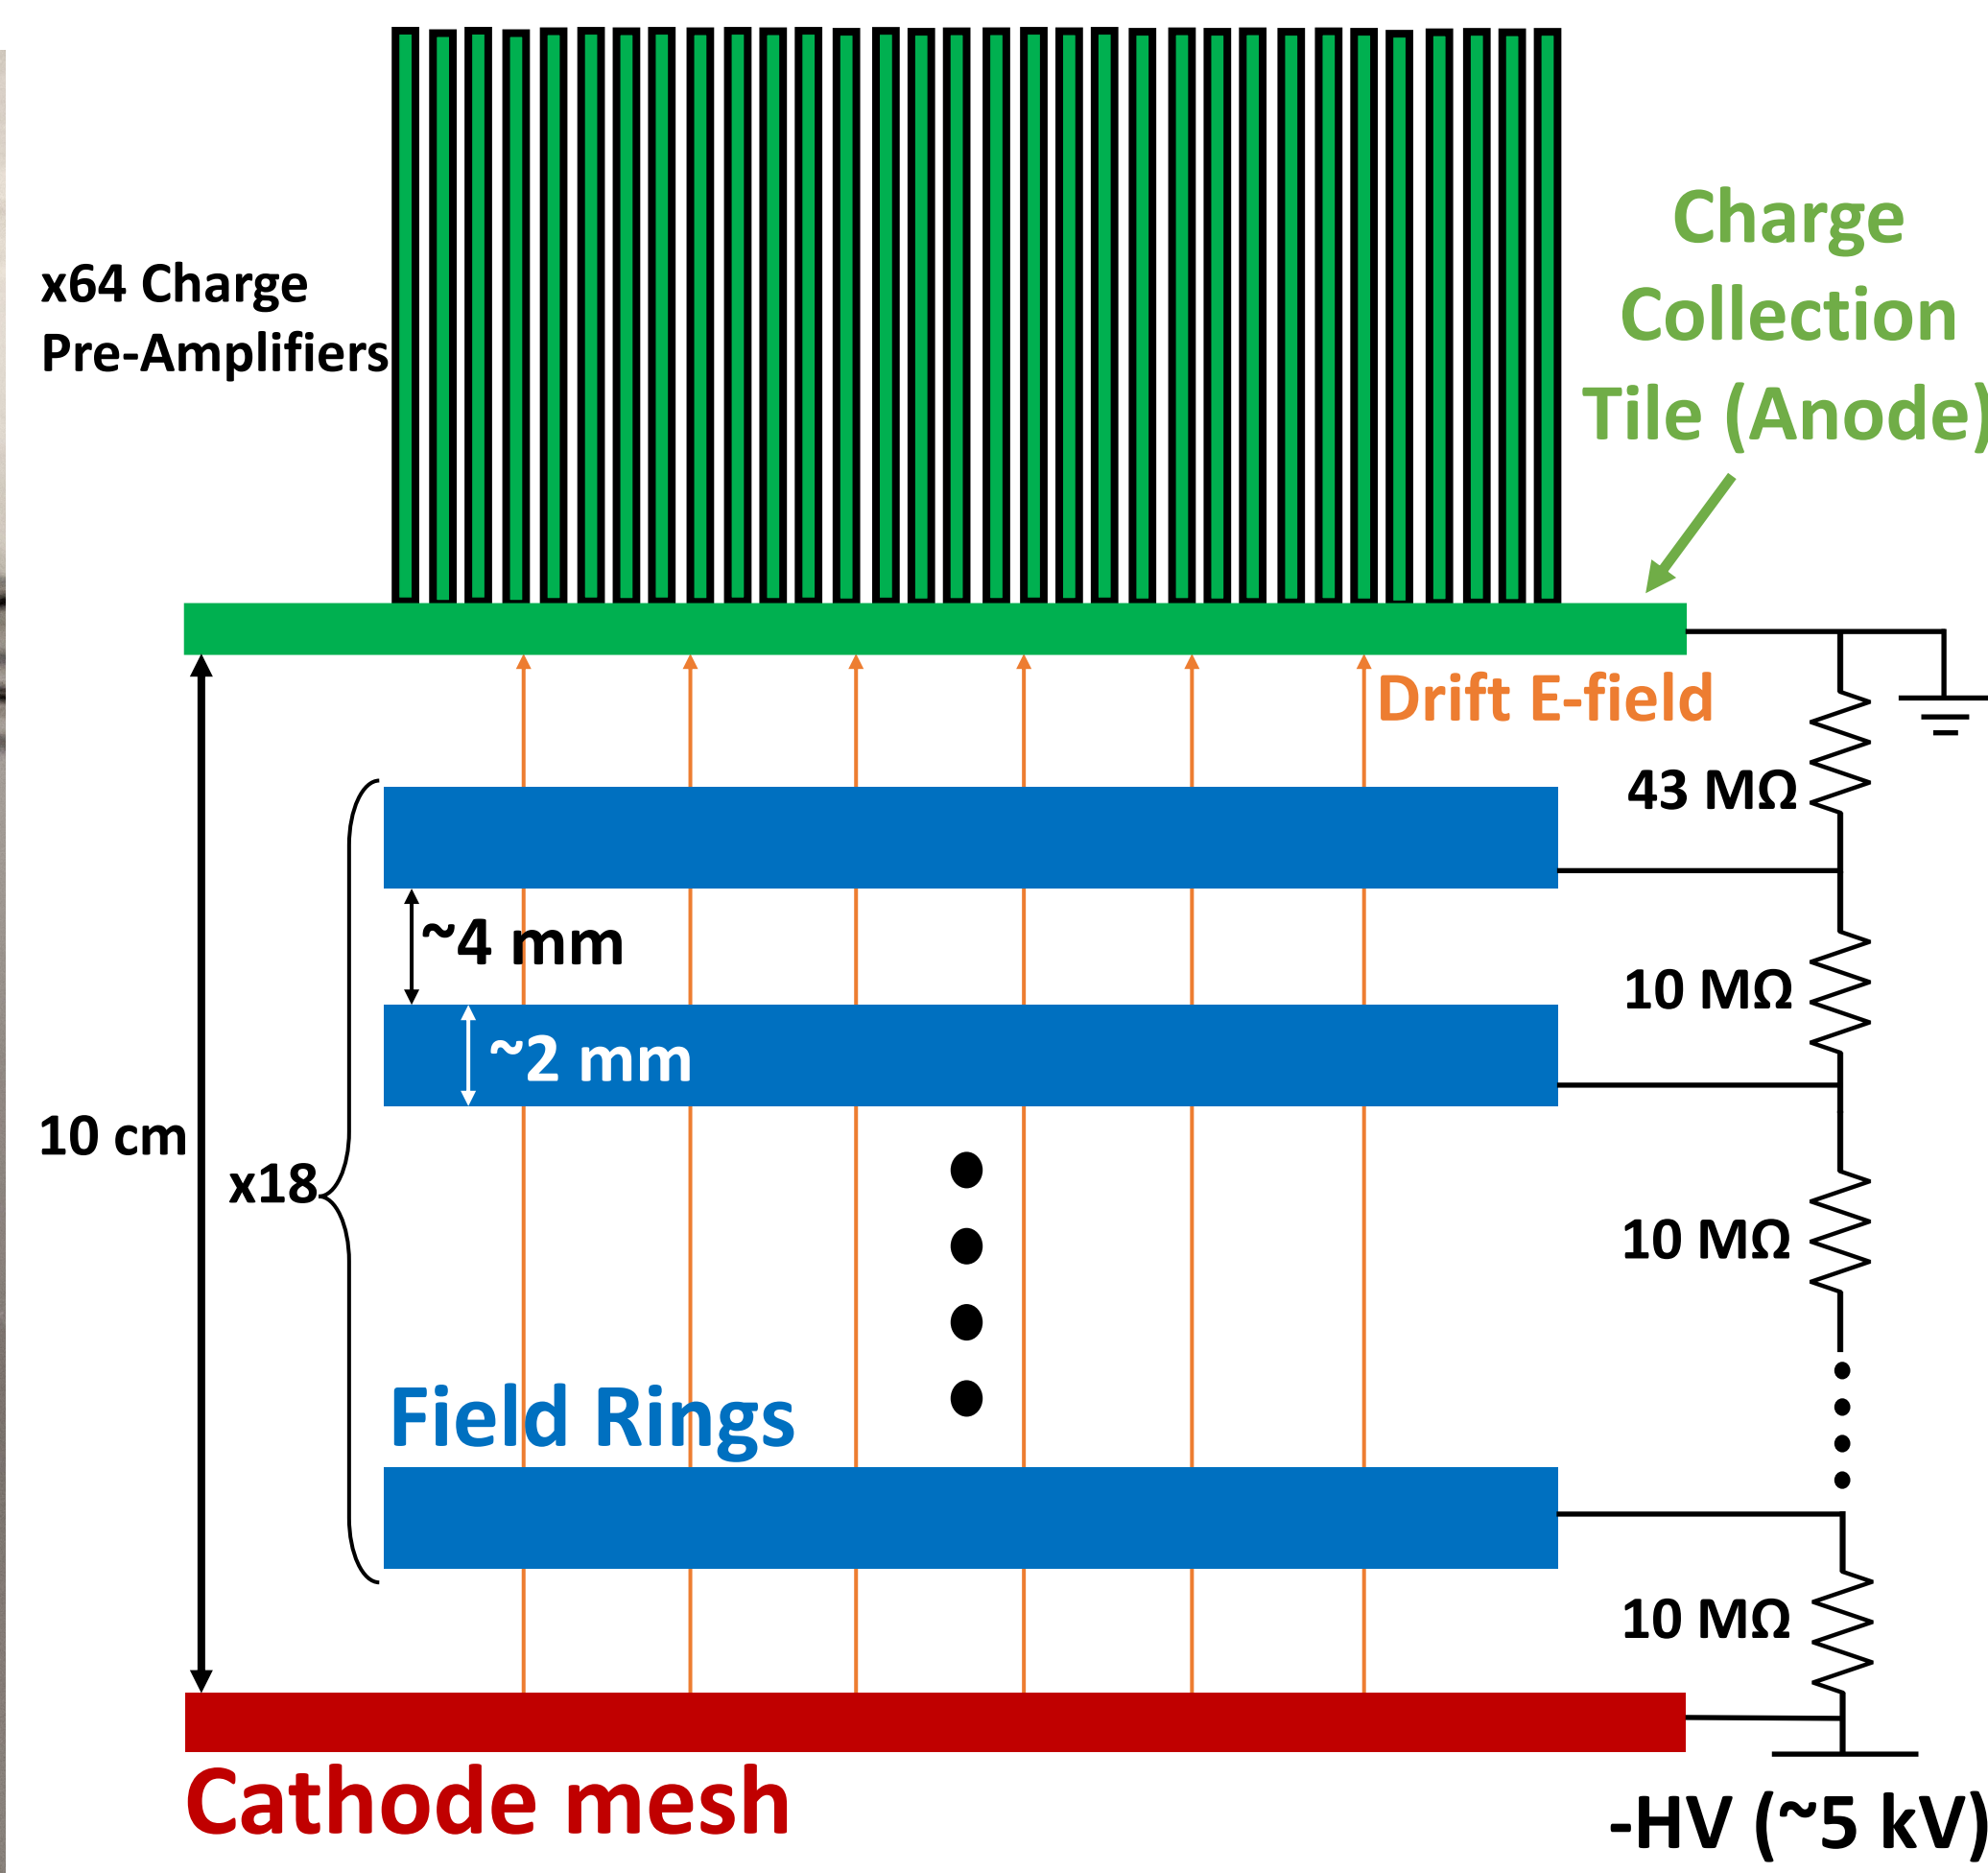 x64 Charge
Pre-Amplifiers
Charge
Collection
Tile (Anode)
Drift E-field
43 MΩ
~4 mm
10 MΩ
~2 mm
10 cm
x18
10 MΩ
Field Rings
10 MΩ
Cathode mesh
-HV (~5 kV)